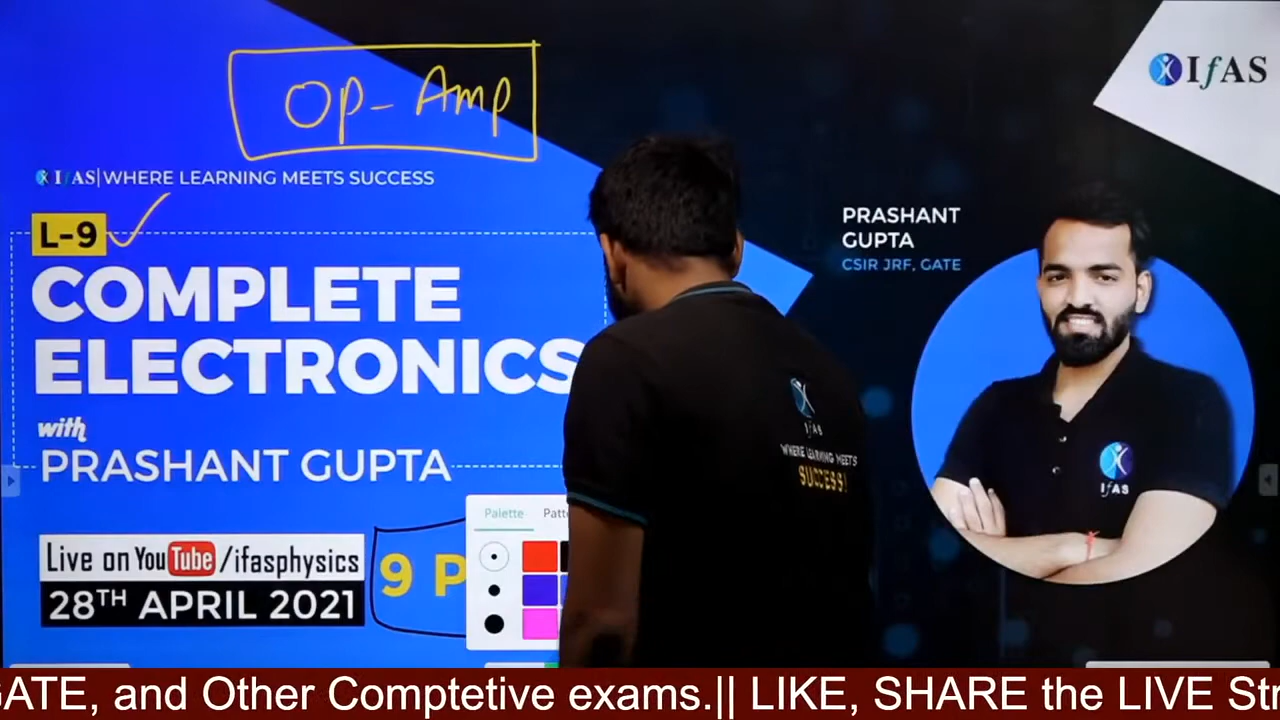 Op-Amp
IfAS
IfAS|WHERE LEARNING MEETS SUCCESS
L-9
COMPLETE
ELECTRONICS
with
PRASHANT GUPTA
Live on YouTube/ifasphysics
28TH APRIL 2021
9 P
Palette
PRASHANT
GUPTA
CSIR JRF, GATE
IfAS
WHERE LEARNING MEETS
SUCCESS!
IfAS
GATE, and Other Comptetive exams.|| LIKE, SHARE the LIVE Str